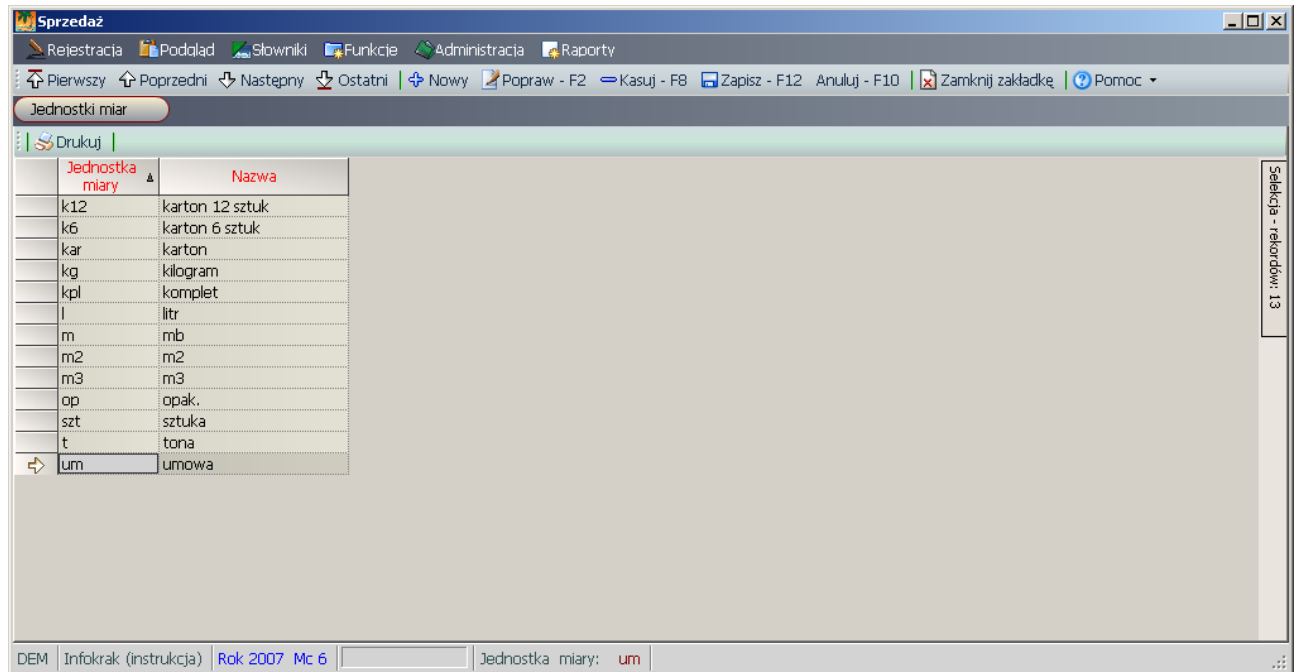 Sprzedaż
Rejestracja Podgląd Słowniki Funkcje Administracja Raporty
Pierwszy Poprzedni Następny Ostatni Nowy Popraw - F2 Kasuj - F8 Zapisz - F12 Anuluj - F10 Zamknij zakładkę Pomoc
Jednostki miar
Drukuj
Jednostka miary Nazwa
k12 karton 12 sztuk
k6 karton 6 sztuk
kar karton
kg kilogram
kpl komplet
l litr
m mb
m2 m2
m3 m3
op opak.
szt sztuka
t tona
um umowa
Selekcja - rekordów: 13
DEM Infokrak (instrukcja) Rok 2007 Mc 6 Jednostka miary: um